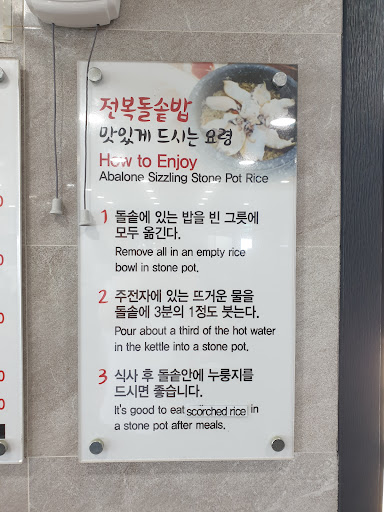 전복돌솥밥
맛있게 드시는 요령
How to Enjoy
Abalone Sizzling Stone Pot Rice
1 돌솥에 있는 밥을 빈 그릇에
모두 옮긴다.
Remove all in an empty rice
bowl in stone pot.
2 주전자에 있는 뜨거운 물을
돌솥에 3분의 1정도 붓는다.
Pour about a third of the hot water
in the kettle into a stone pot.
3 식사 후 돌솥안에 누룽지를
드시면 좋습니다.
It's good to eat scorched rice in
a stone pot after meals.